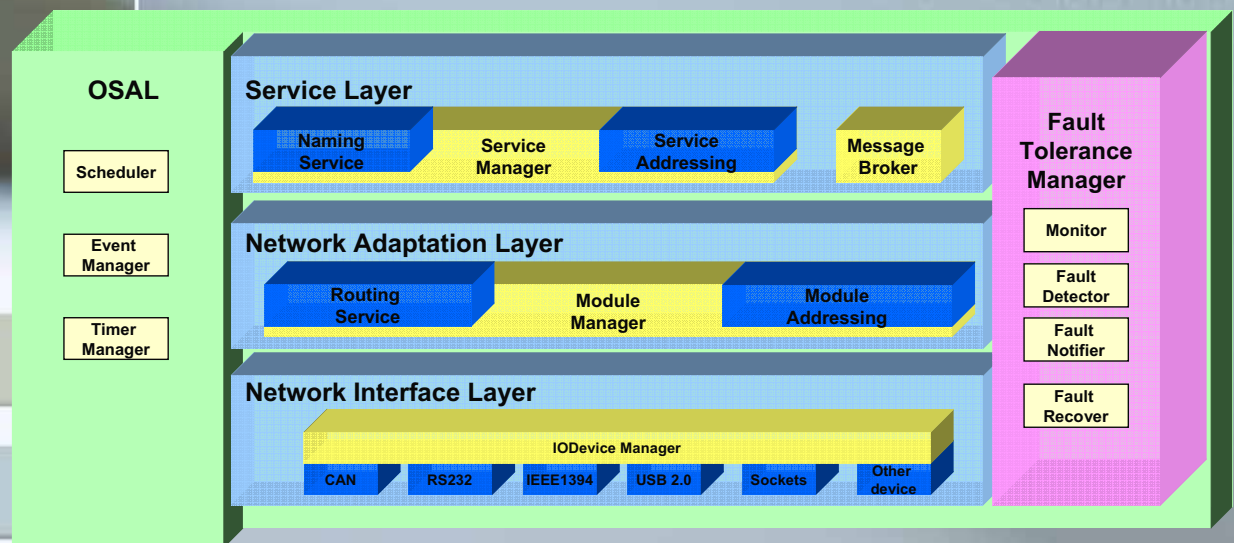 OSAL
Scheduler
Event
Manager
Timer
Manager
Service Layer
Naming
Service
Service
Manager
Service
Addressing
Message
Broker
Network Adaptation Layer
Routing
Service
Module
Manager
Module
Addressing
Network Interface Layer
IODevice Manager
CAN
RS232
IEEE1394
USB 2.0
Sockets
Other
device
Fault
Tolerance
Manager
Monitor
Fault
Detector
Fault
Notifier
Fault
Recover